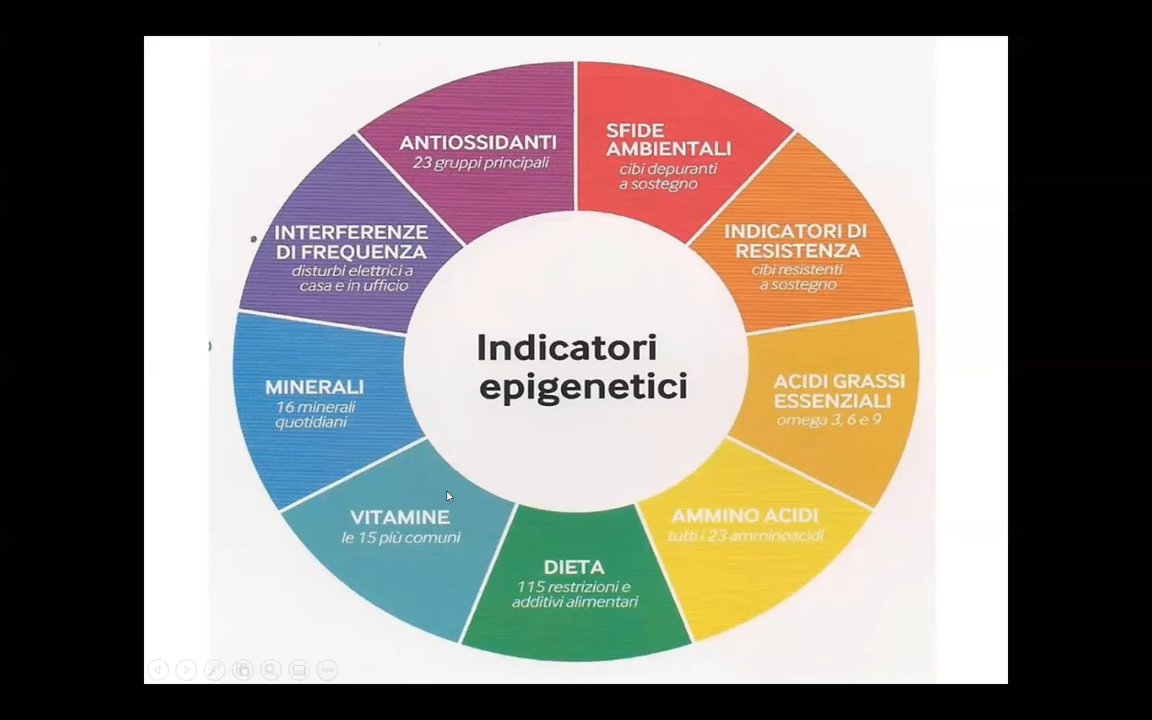 ANTIOSSIDANTI
23 gruppi principali
SFIDE
AMBIENTALI
cibi depuranti
a sostegno
INDICATORI DI
RESISTENZA
cibi resistenti
a sostegno
ACIDI GRASSI
ESSENZIALI
omega 3, 6 e 9
AMMINO ACIDI
tutti i 23 amminoacidi
DIETA
115 restrizioni e
additivi alimentari
VITAMINE
le 15 più comuni
MINERALI
16 minerali
quotidiani
INTERFERENZE
DI FREQUENZA
disturbi elettrici a
casa e in ufficio
Indicatori
epigenetici